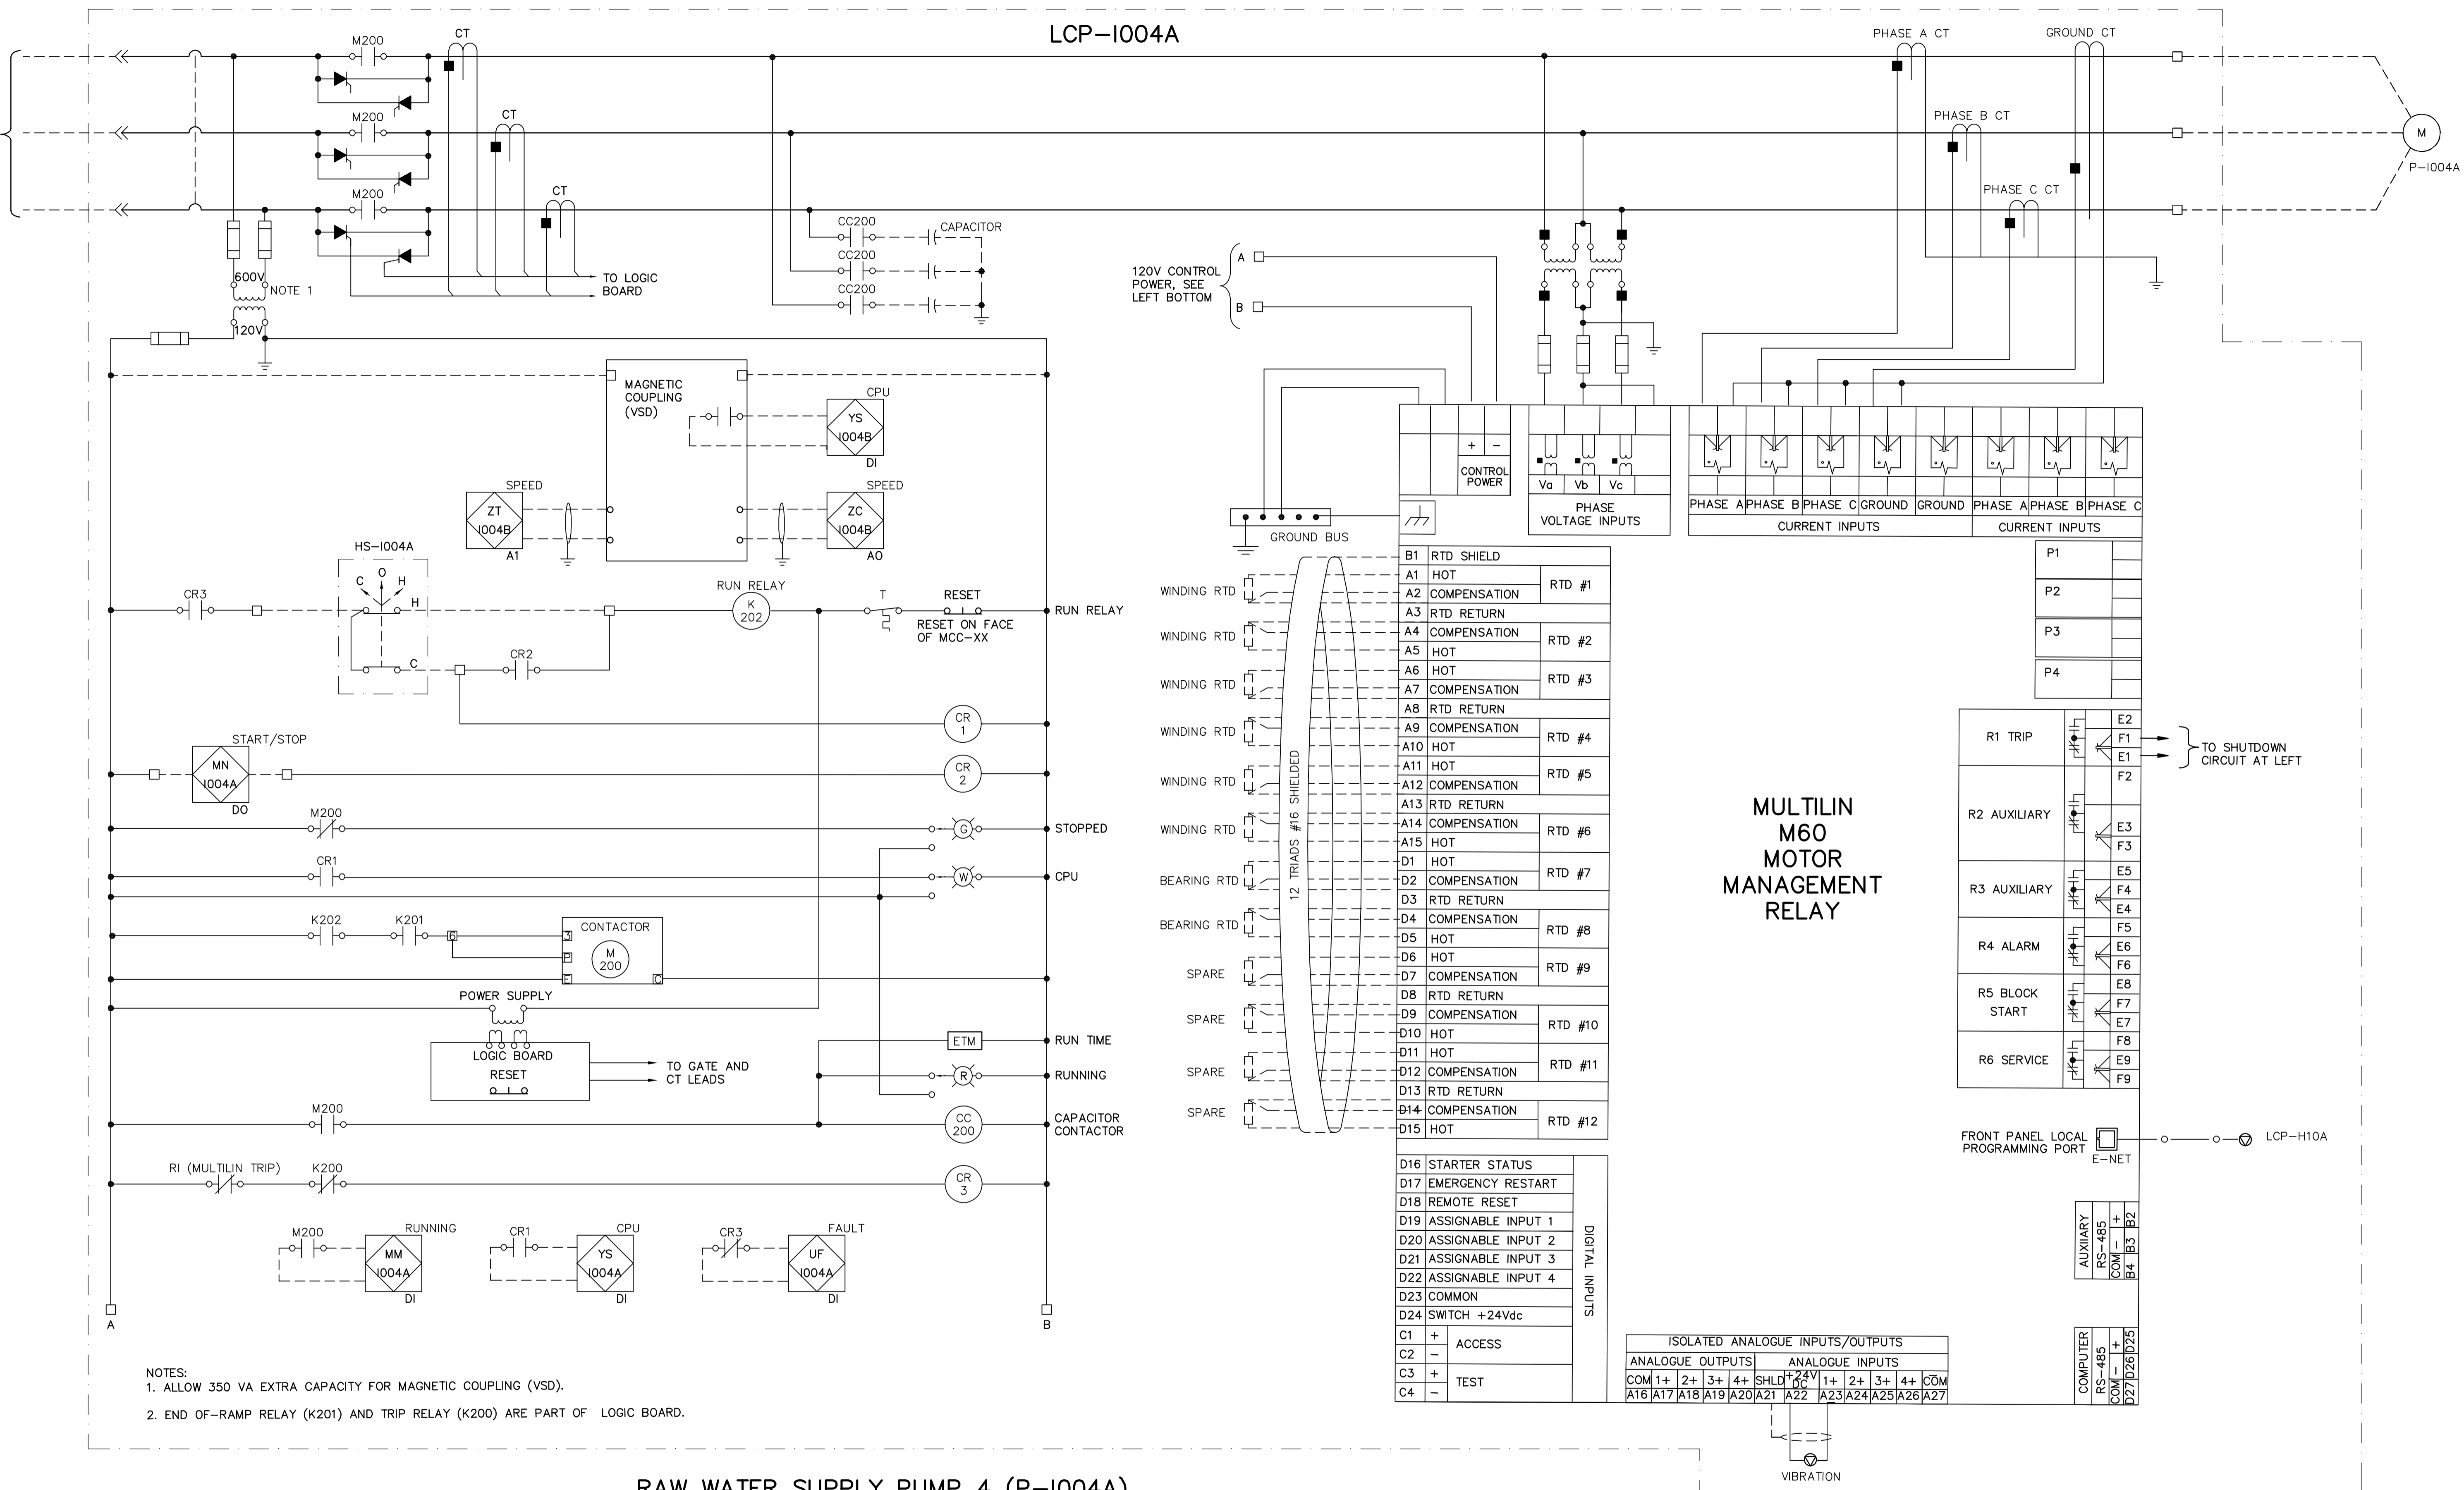 LCP-1004A
M200
CT
M200
CT
M200
CT
PHASE A CT
GROUND CT
PHASE B CT
PHASE C CT
M
P-1004A
600V
NOTE 1
120V
TO LOGIC
BOARD
CC200
CAPACITOR
CC200
CC200
120V CONTROL
POWER, SEE
LEFT BOTTOM
A
B
MAGNETIC
COUPLING
(VSD)
CPU
YS
1004B
DI
SPEED
ZT
1004B
A1
SPEED
ZC
1004B
AO
HS-1004A
C O H
H
C
CR3
CR2
RUN RELAY
K
202
T
RESET
RESET ON FACE
OF MCC-XX
RUN RELAY
CR
1
START/STOP
MN
1004A
DO
CR
2
M200
G
STOPPED
CR1
W
CPU
K202
K201
6
CONTACTOR
3
P
E
C
M
200
POWER SUPPLY
LOGIC BOARD
RESET
TO GATE AND
CT LEADS
ETM
RUN TIME
R
RUNNING
M200
CC
200
CAPACITOR
CONTACTOR
RI (MULTILIN TRIP)
K200
CR
3
M200
RUNNING
MM
1004A
DI
CR1
CPU
YS
1004A
DI
CR3
FAULT
UF
1004A
DI
A
B
NOTES:
1. ALLOW 350 VA EXTRA CAPACITY FOR MAGNETIC COUPLING (VSD).
2. END OF-RAMP RELAY (K201) AND TRIP RELAY (K200) ARE PART OF LOGIC BOARD.
RAW WATER SUPPLY PUMP 4 (P-1004A)
+ -
CONTROL
POWER
Va Vb Vc
PHASE
VOLTAGE INPUTS
PHASE A PHASE B PHASE C GROUND GROUND PHASE A PHASE B PHASE C
CURRENT INPUTS
CURRENT INPUTS
GROUND BUS
12 TRIADS #16 SHIELDED
WINDING RTD
WINDING RTD
WINDING RTD
WINDING RTD
WINDING RTD
WINDING RTD
BEARING RTD
BEARING RTD
SPARE
SPARE
SPARE
SPARE
B1 RTD SHIELD
A1 HOT
RTD #1
A2 COMPENSATION
A3 RTD RETURN
A4 COMPENSATION
RTD #2
A5 HOT
A6 HOT
RTD #3
A7 COMPENSATION
A8 RTD RETURN
A9 COMPENSATION
RTD #4
A10 HOT
A11 HOT
RTD #5
A12 COMPENSATION
A13 RTD RETURN
A14 COMPENSATION
RTD #6
A15 HOT
D1 HOT
RTD #7
D2 COMPENSATION
D3 RTD RETURN
D4 COMPENSATION
RTD #8
D5 HOT
D6 HOT
RTD #9
D7 COMPENSATION
D8 RTD RETURN
D9 COMPENSATION
RTD #10
D10 HOT
D11 HOT
RTD #11
D12 COMPENSATION
D13 RTD RETURN
D14 COMPENSATION
RTD #12
D15 HOT
D16 STARTER STATUS
D17 EMERGENCY RESTART
D18 REMOTE RESET
D19 ASSIGNABLE INPUT 1
D20 ASSIGNABLE INPUT 2
D21 ASSIGNABLE INPUT 3
D22 ASSIGNABLE INPUT 4
D23 COMMON
D24 SWITCH +24Vdc
DIGITAL INPUTS
C1 +
ACCESS
C2 -
C3 +
TEST
C4 -
MULTILIN
M60
MOTOR
MANAGEMENT
RELAY
P1
P2
P3
P4
R1 TRIP
E2
F1
E1
TO SHUTDOWN
CIRCUIT AT LEFT
R2 AUXILIARY
F2
E3
F3
R3 AUXILIARY
E5
F4
E4
R4 ALARM
F5
E6
F6
R5 BLOCK
START
E8
F7
E7
R6 SERVICE
F8
E9
F9
FRONT PANEL LOCAL
PROGRAMMING PORT
E-NET
LCP-H10A
AUXIIARY
RS-485
COM - +
B4 B3 B2
COMPUTER
RS-485
COM - +
D27 D26 D25
ISOLATED ANALOGUE INPUTS/OUTPUTS
ANALOGUE OUTPUTS ANALOGUE INPUTS
COM 1+ 2+ 3+ 4+ SHLD +24V DC 1+ 2+ 3+ 4+ COM
A16 A17 A18 A19 A20 A21 A22 A23 A24 A25 A26 A27
VIBRATION